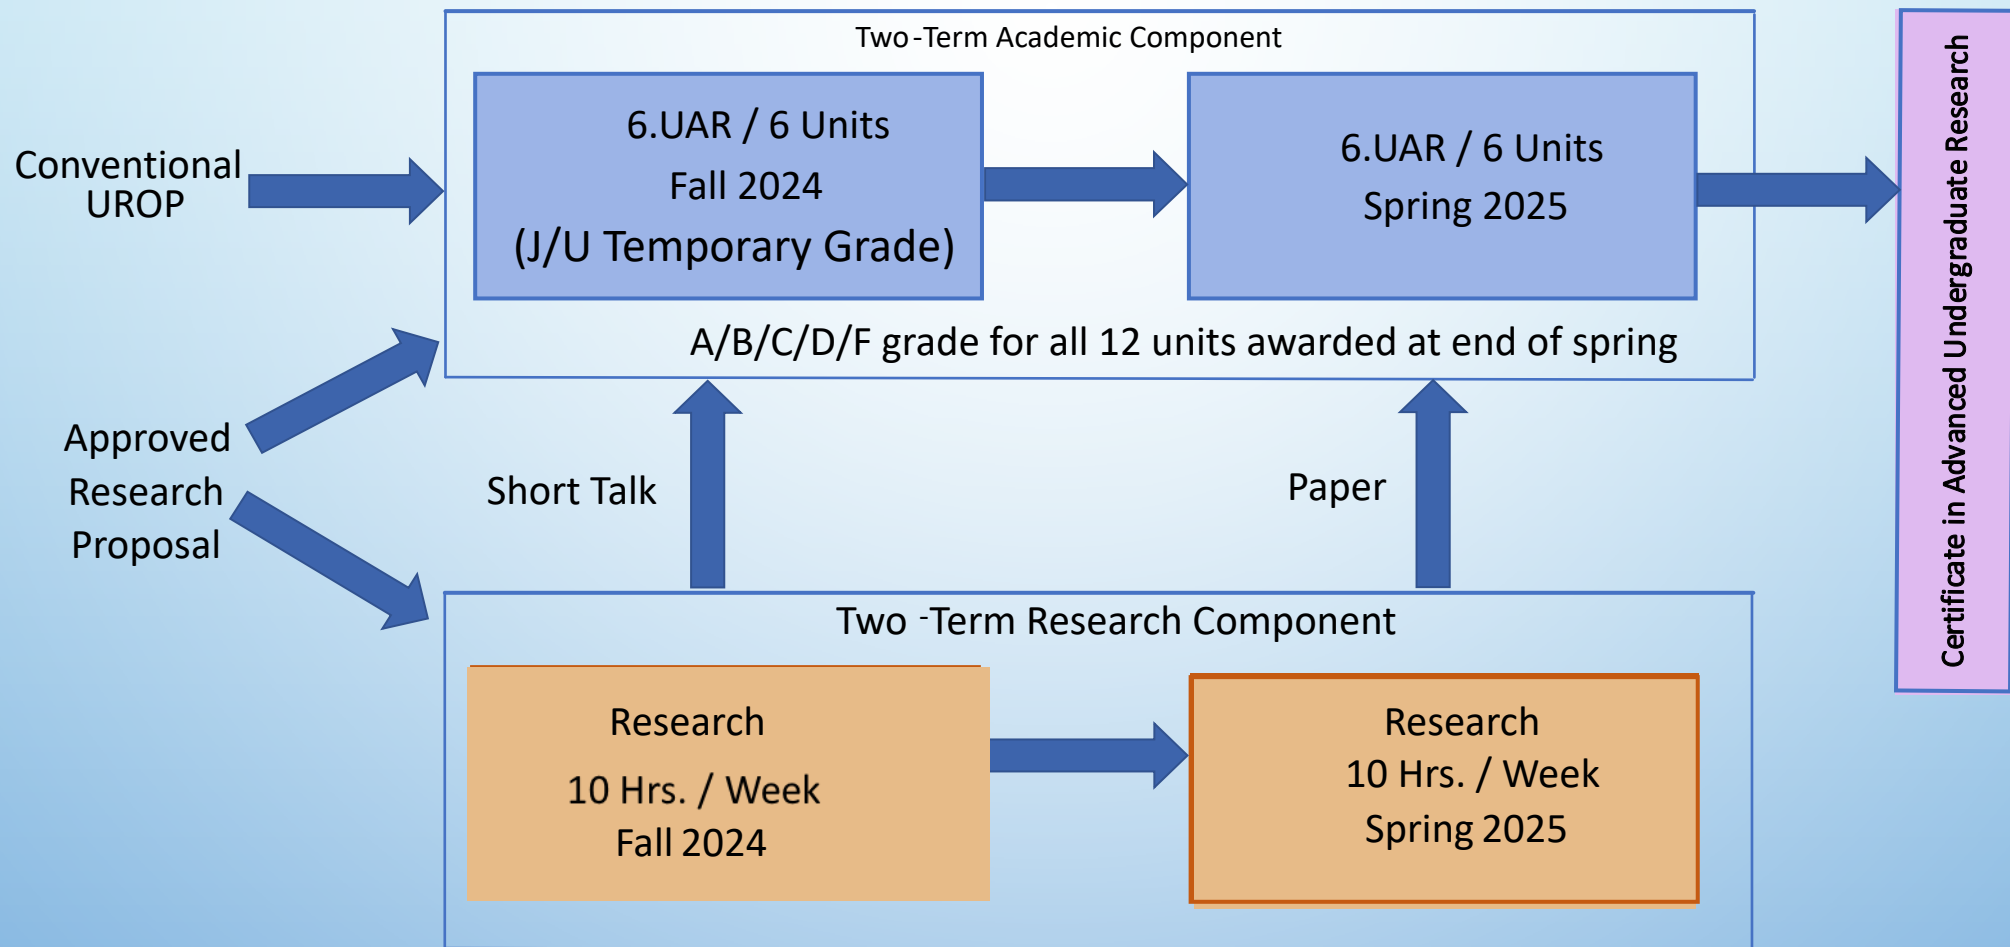 Two-Term Academic Component
Conventional
UROP
6.UAR / 6 Units
Fall 2024
(J/U Temporary Grade)
6.UAR / 6 Units
Spring 2025
A/B/C/D/F grade for all 12 units awarded at end of spring
Certificate in Advanced Undergraduate Research
Approved
Research
Proposal
Short Talk
Paper
Two -Term Research Component
Research
10 Hrs. / Week
Fall 2024
Research
10 Hrs. / Week
Spring 2025